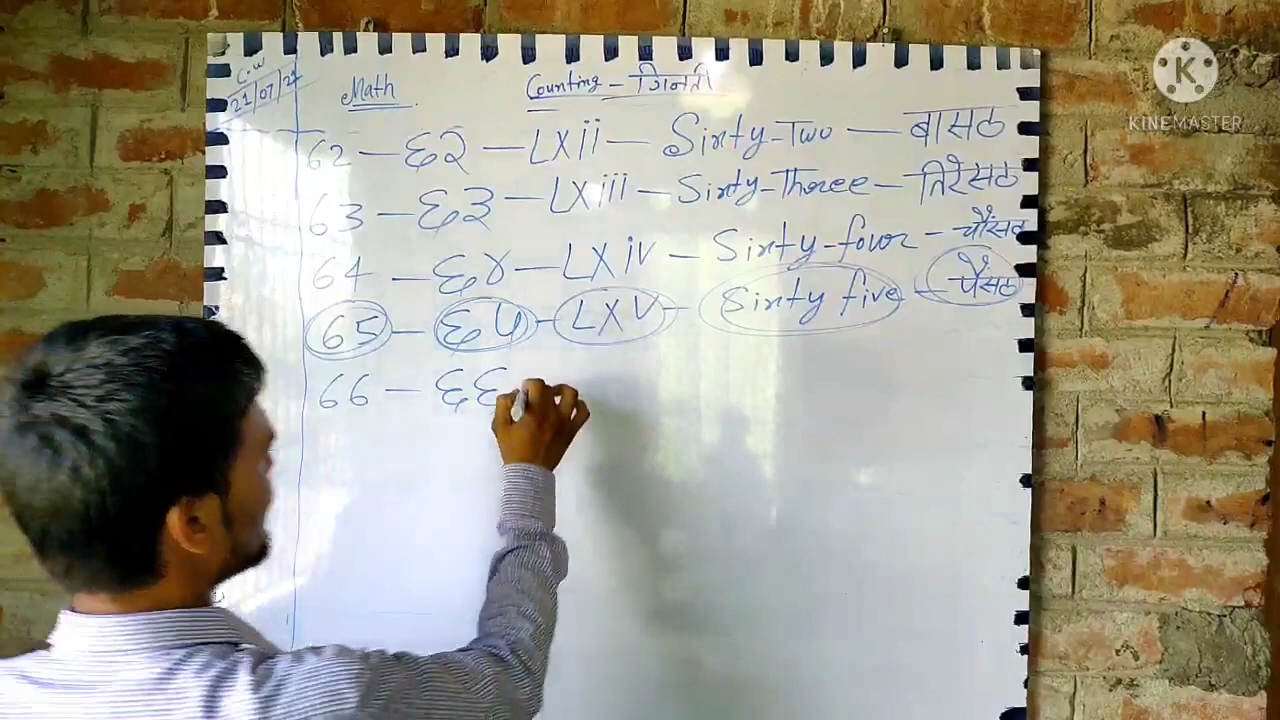 C.W
21/07/21
Math
Counting – गिनती
62 – ६२ – LXii – Sixty-Two – बासठ
63 – ६३ – LXiii – Sixty-Three – तिरेसठ
64 – ६४ – LXiv – Sixty-four – चौंसठ
65 – ६५ – LXV – Sixty five – पैंसठ
66 – ६६
K
KINEMASTER